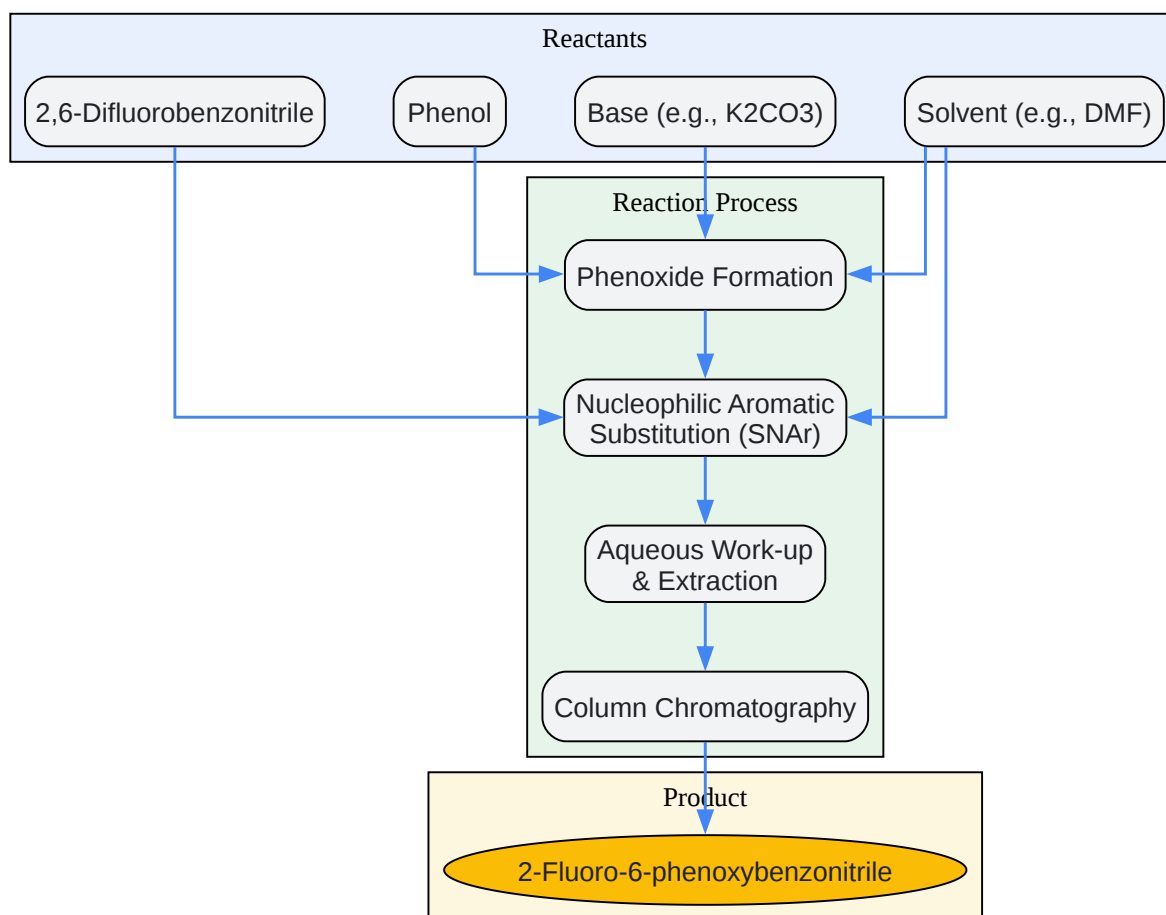 Reactants
2,6-Difluorobenzonitrile
Phenol
Base (e.g., K2CO3)
Solvent (e.g., DMF)
Reaction Process
Phenoxide Formation
Nucleophilic Aromatic
Substitution (SNAr)
Aqueous Work-up
& Extraction
Column Chromatography
Product
2-Fluoro-6-phenoxybenzonitrile